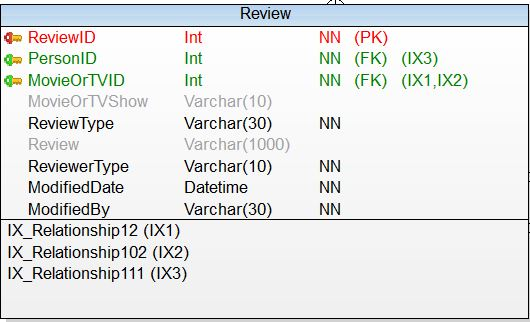 Review
ReviewID Int NN (PK)
PersonID Int NN (FK) (IX3)
MovieOrTVID Int NN (FK) (IX1,IX2)
MovieOrTVShow Varchar(10)
ReviewType Varchar(30) NN
Review Varchar(1000)
ReviewerType Varchar(10) NN
ModifiedDate Datetime NN
ModifiedBy Varchar(30) NN
IX_Relationship12 (IX1)
IX_Relationship102 (IX2)
IX_Relationship111 (IX3)